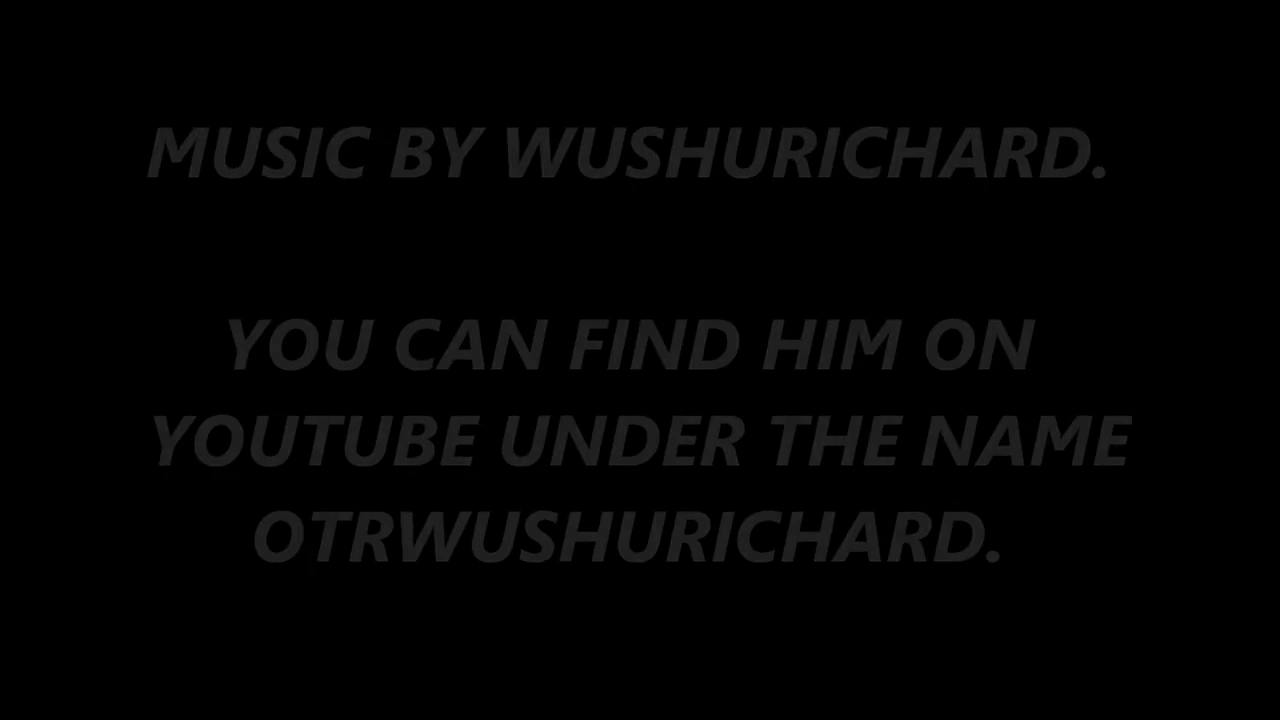 MUSIC BY WUSHURICHARD.
YOU CAN FIND HIM ON
YOUTUBE UNDER THE NAME
OTRWUSHURICHARD.